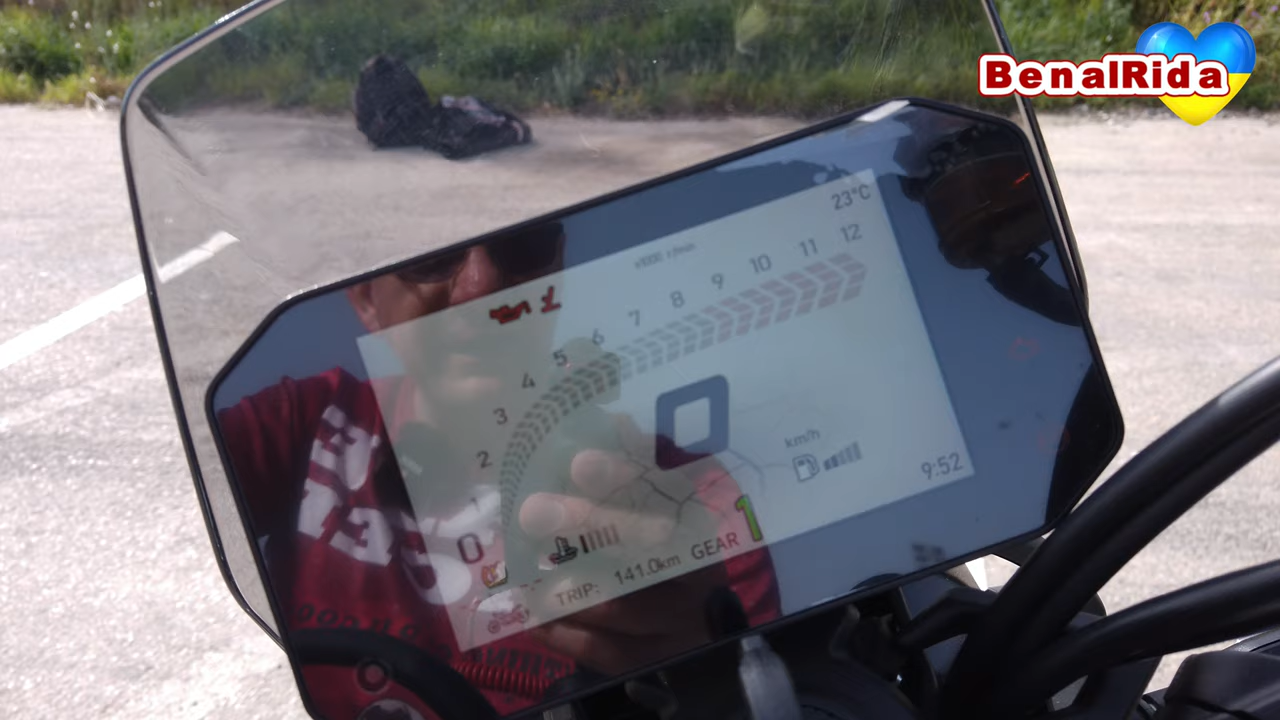 BenalRida
23°C
x1000 r/min
0 2 3 4 5 6 7 8 9 10 11 12
0
km/h
9:52
GEAR 1
TRIP: 141.0km